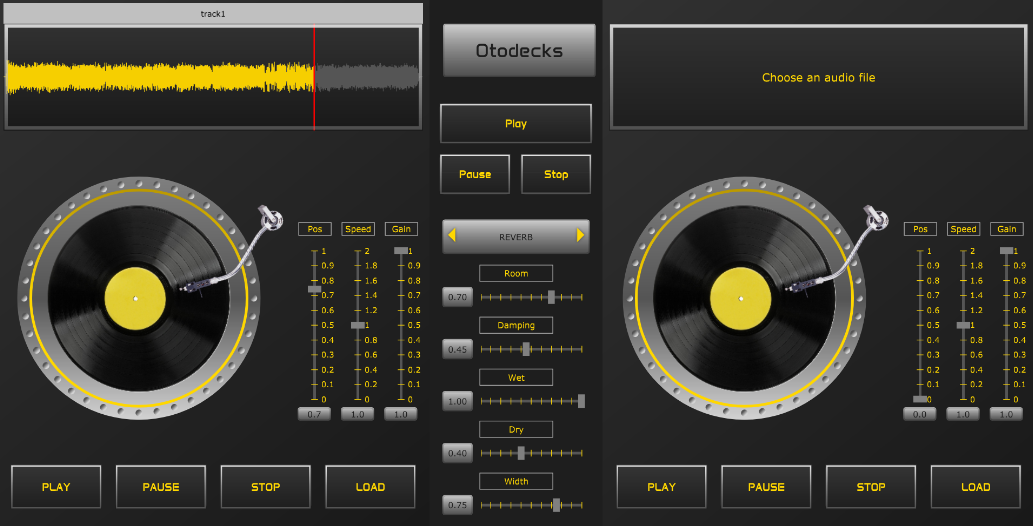 track1
Pos Speed Gain
1 2 1
0.9 1.8 0.9
0.8 1.6 0.8
0.7 1.4 0.7
0.6 1.2 0.6
0.5 1 0.5
0.4 0.8 0.4
0.3 0.6 0.3
0.2 0.4 0.2
0.1 0.2 0.1
0 0 0
0.7 1.0 1.0
PLAY PAUSE STOP LOAD
Otodecks
Play
Pause Stop
REVERB
Room
0.70
Damping
0.45
Wet
1.00
Dry
0.40
Width
0.75
Choose an audio file
Pos Speed Gain
1 2 1
0.9 1.8 0.9
0.8 1.6 0.8
0.7 1.4 0.7
0.6 1.2 0.6
0.5 1 0.5
0.4 0.8 0.4
0.3 0.6 0.3
0.2 0.4 0.2
0.1 0.2 0.1
0 0 0
0.0 1.0 1.0
PLAY PAUSE STOP LOAD